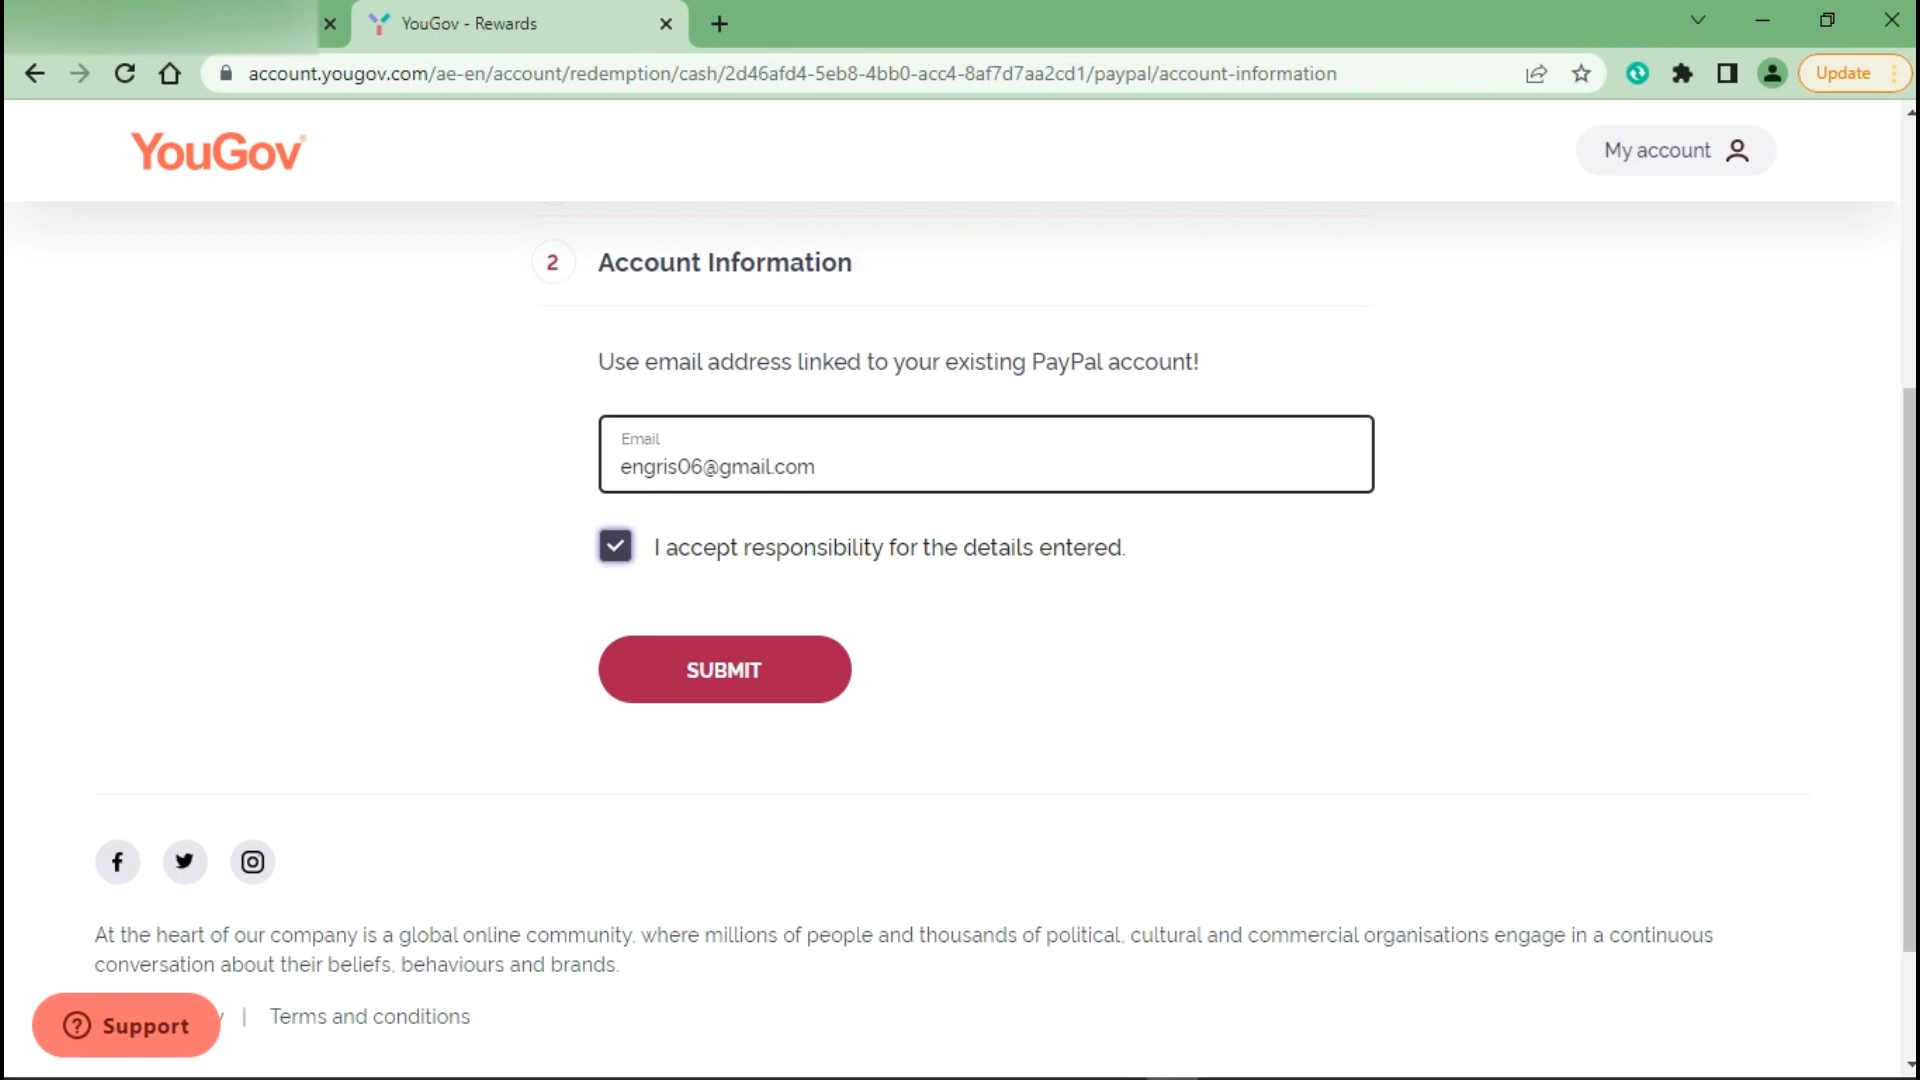 YouGov - Rewards
account.yougov.com/ae-en/account/redemption/cash/2d46afd4-5eb8-4bb0-acc4-8af7d7aa2cd1/paypal/account-information
Update
YouGov®
My account
2 Account Information
Use email address linked to your existing PayPal account!
Email
engris06@gmail.com
I accept responsibility for the details entered.
SUBMIT
At the heart of our company is a global online community, where millions of people and thousands of political, cultural and commercial organisations engage in a continuous
conversation about their beliefs, behaviours and brands.
Support | Terms and conditions